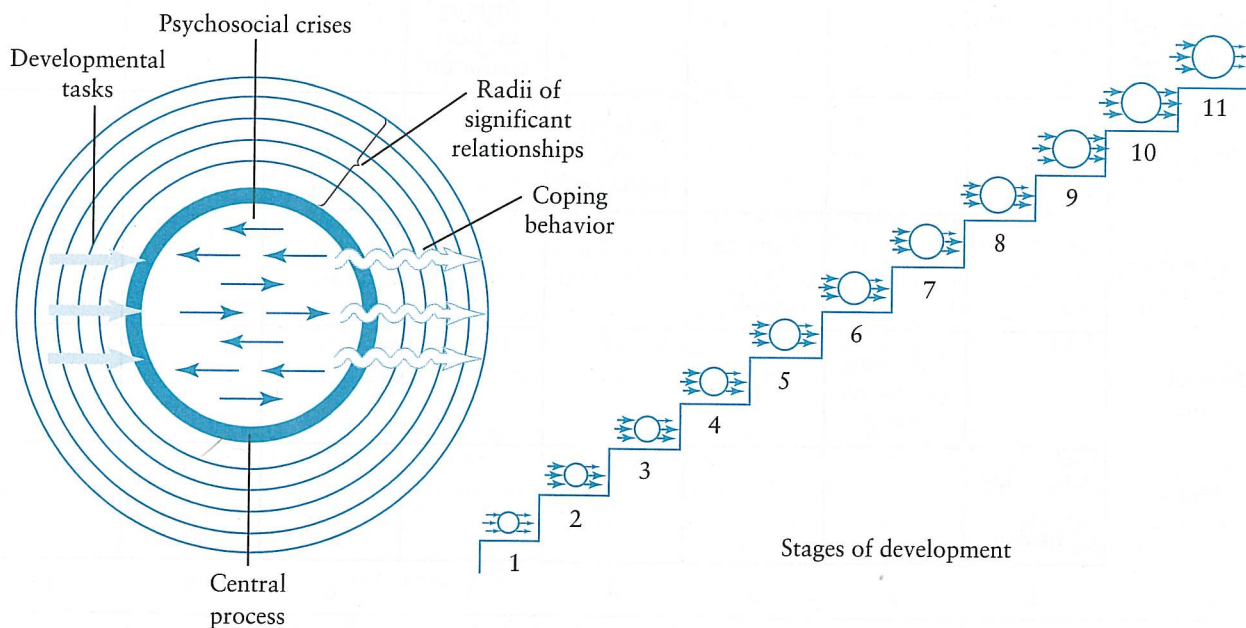 Psychosocial crises
Developmental
tasks
Radii of
significant
relationships
Coping
behavior
Central
process
1
2
3
4
5
6
7
8
9
10
11
Stages of development